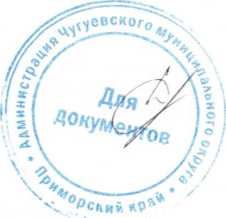 Администрация Чугуевского муниципального округа
* Приморский край *
Для
документов